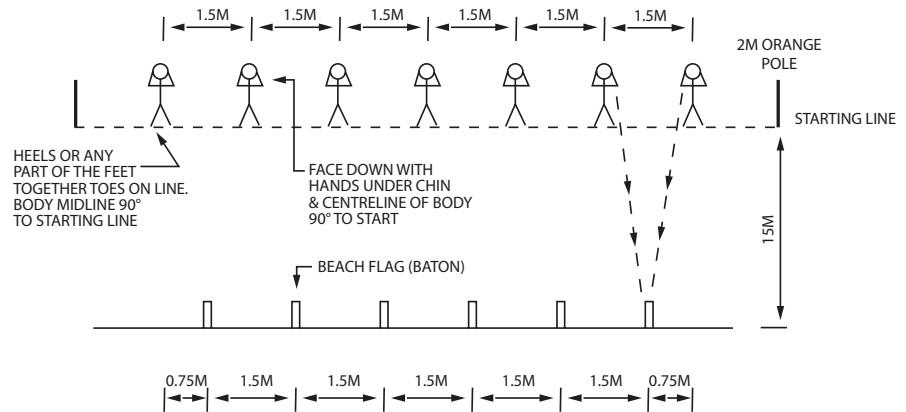 1.5M 1.5M 1.5M 1.5M 1.5M 1.5M
2M ORANGE
POLE
STARTING LINE
HEELS OR ANY
PART OF THE FEET
TOGETHER TOES ON LINE.
BODY MIDLINE 90°
TO STARTING LINE
FACE DOWN WITH
HANDS UNDER CHIN
& CENTRELINE OF BODY
90° TO START
15M
BEACH FLAG (BATON)
0.75M 1.5M 1.5M 1.5M 1.5M 1.5M 0.75M